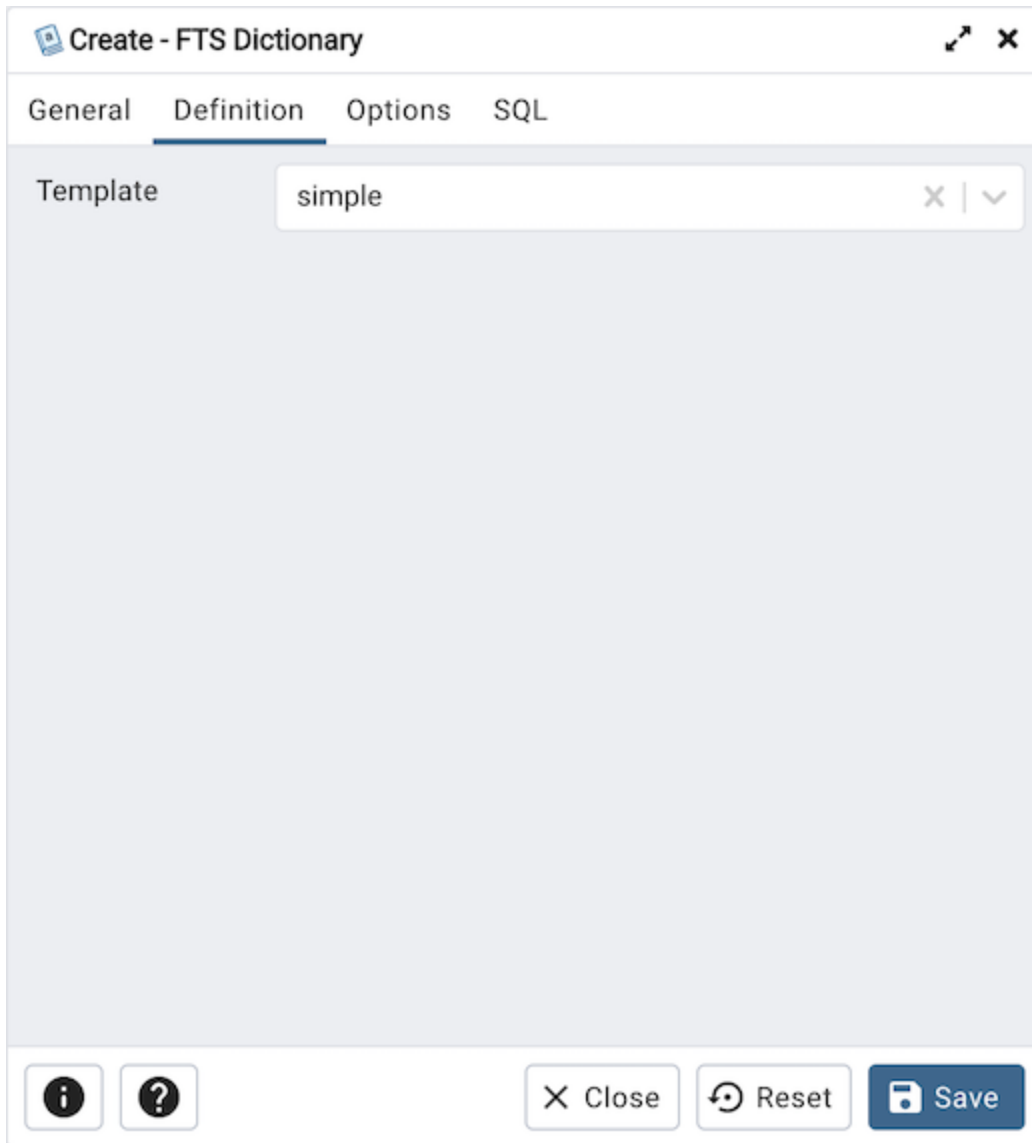 Create - FTS Dictionary
General Definition Options SQL
Template simple
Close Reset Save